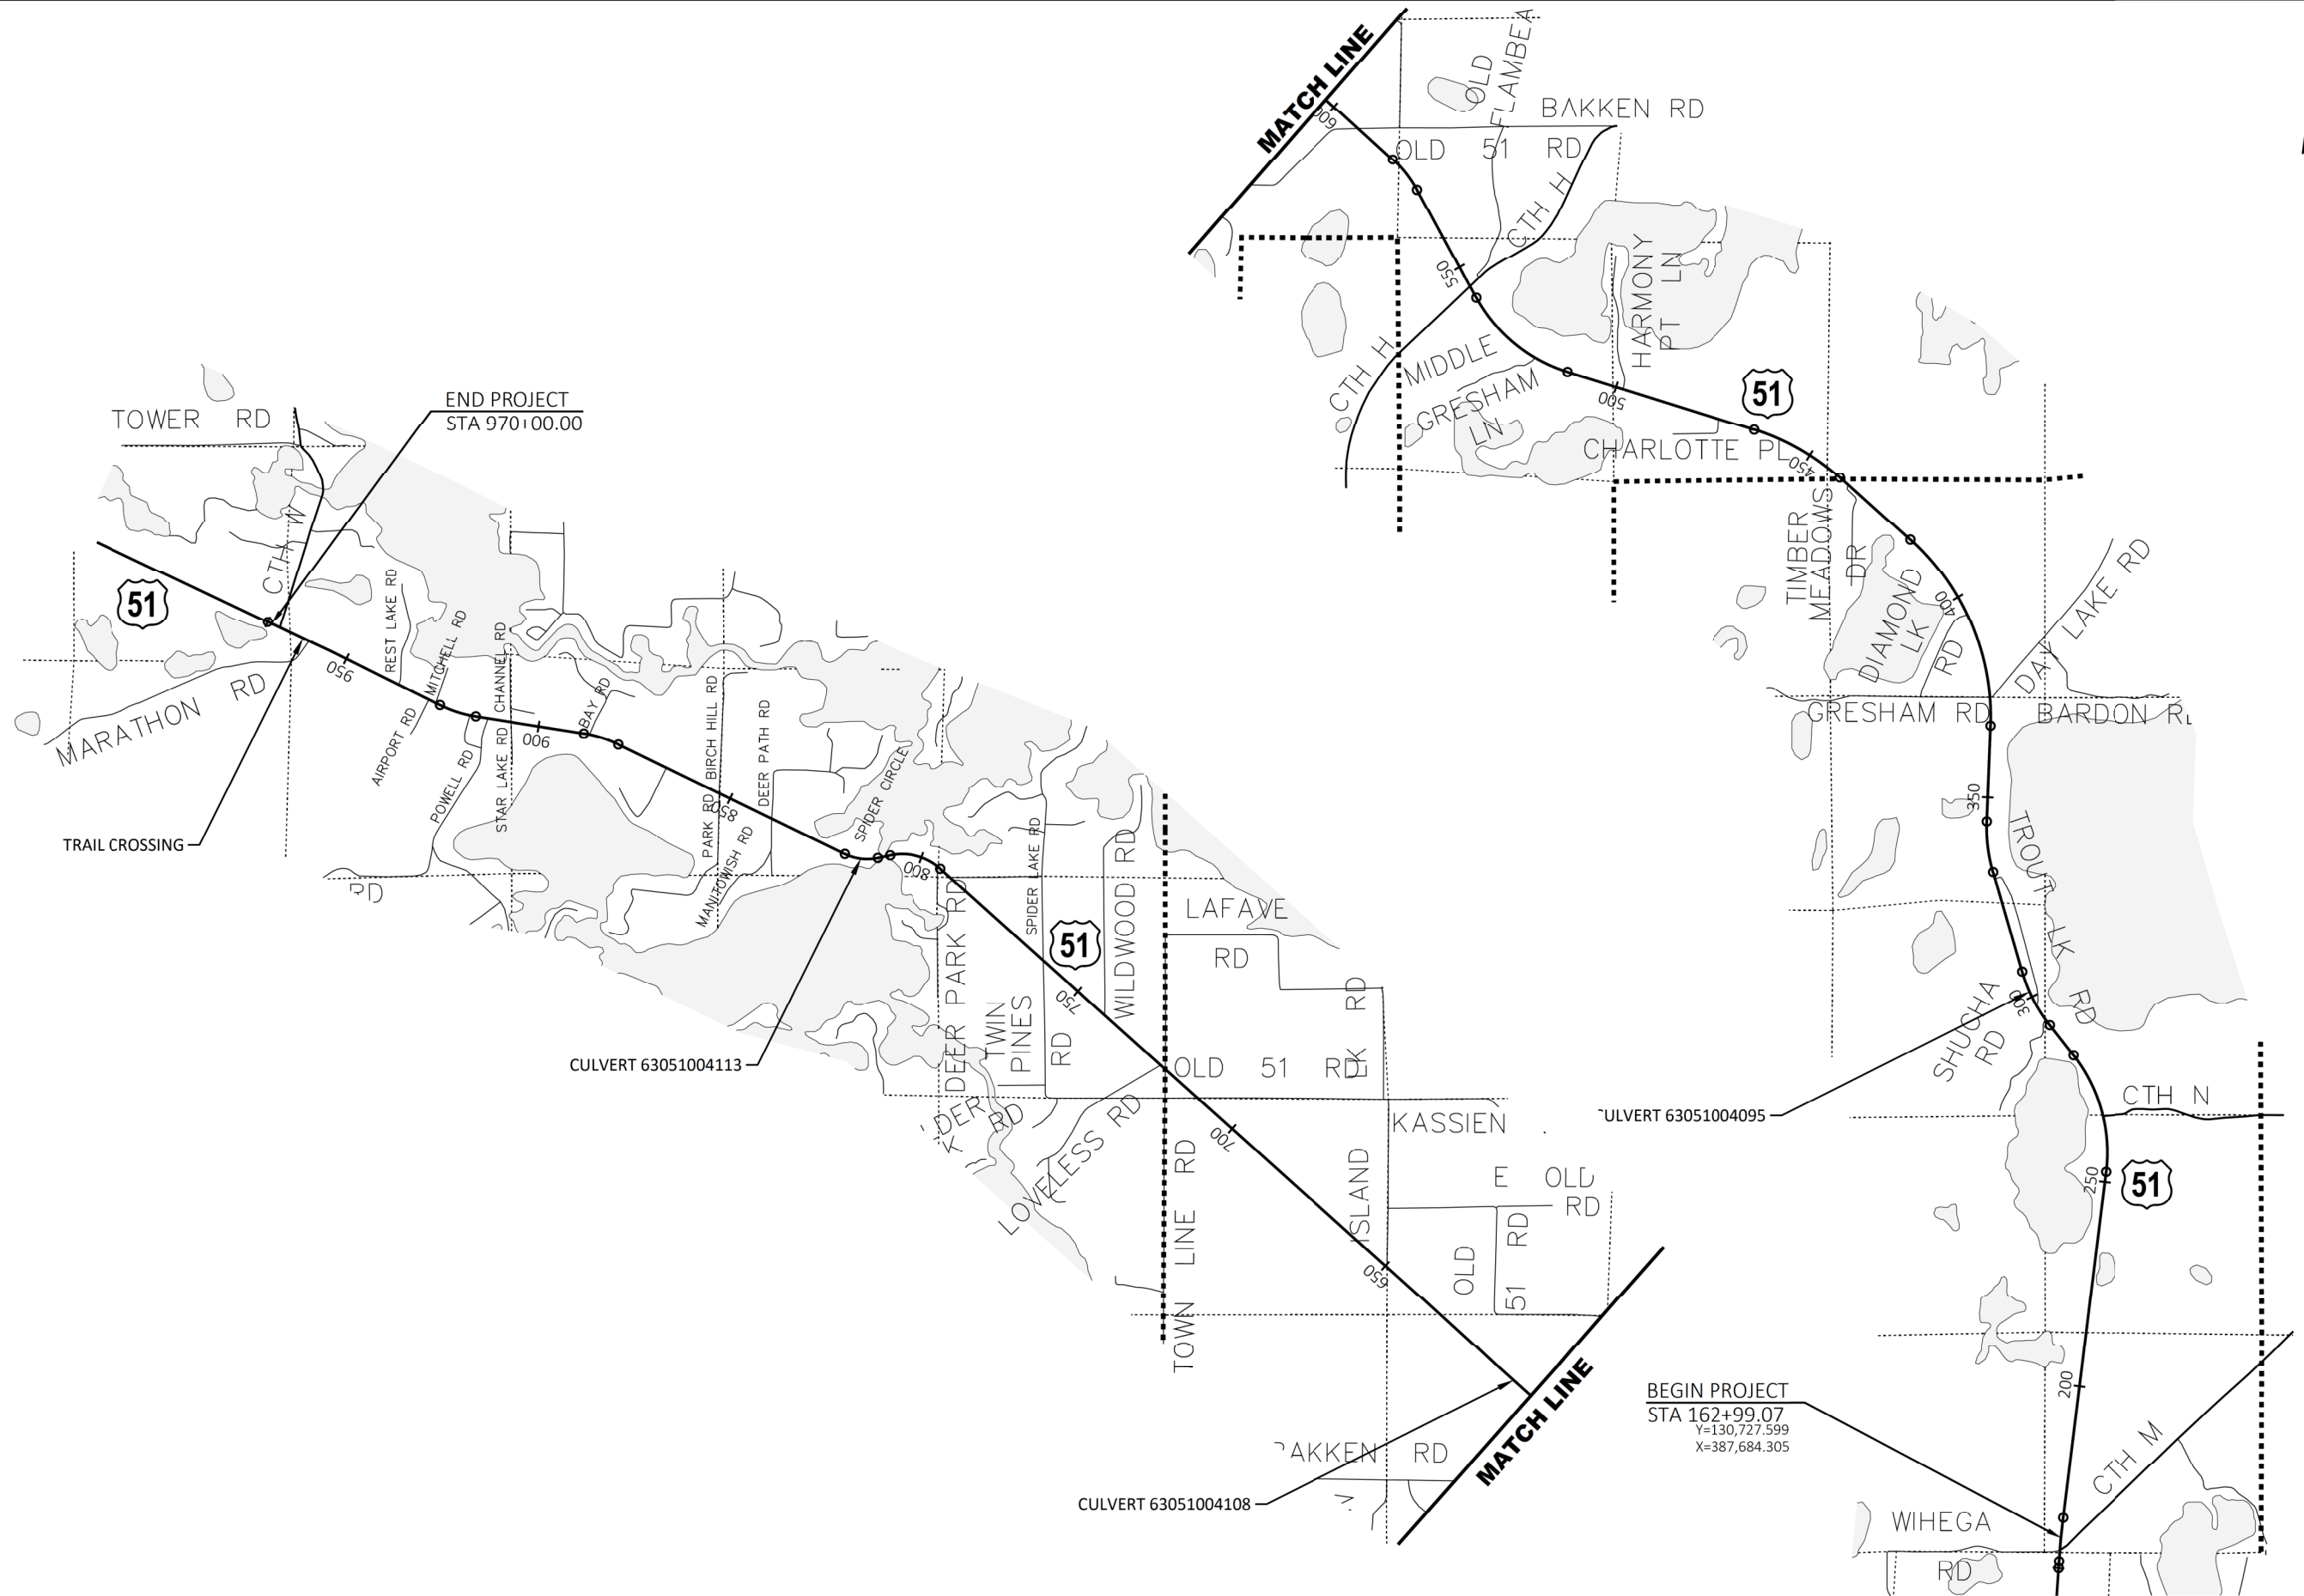 MATCH LINE
OLD
FLAMBEA
BAKKEN RD
600
OLD 51 RD
CTH H
550
HARMONY
PT LN
CTH H
MIDDLE
GRESHAM
LN
500
51
CHARLOTTE PL
450
TIMBER
MEADOWS
DR
DIAMOND
LK
RD
400
DAY LAKE RD
GRESHAM RD
BARDON
350
TROUT LK RD
300
SHUCHA
RD
CULVERT 63051004095
CTH N
250
51
200
BEGIN PROJECT
STA 162+99.07
Y=130,727.599
X=387,684.305
CTH M
WIHEGA
RD
END PROJECT
STA 970+00.00
TOWER RD
CTH W
51
MARATHON RD
TRAIL CROSSING
950
REST LAKE RD
MITCHELL RD
AIRPORT RD
POWELL RD
STAR LAKE RD
CHANNEL RD
900
BAY RD
RD
PARK RD
BIRCH HILL RD
850
DEER PATH RD
MANITOWISH RD
SPIDER CIRCLE
800
CULVERT 63051004113
DEER PARK RD
SPIDER LAKE RD
51
WILDWOOD RD
750
TWIN
PINES
RD
LAFAVE
RD
OLD 51 RD
LK RD
DER
RD
LOVELESS RD
TOWN LINE RD
700
KASSIEN
ISLAND
E OLD
RD
OLD
51 RD
650
AKKEN RD
MATCH LINE
CULVERT 63051004108